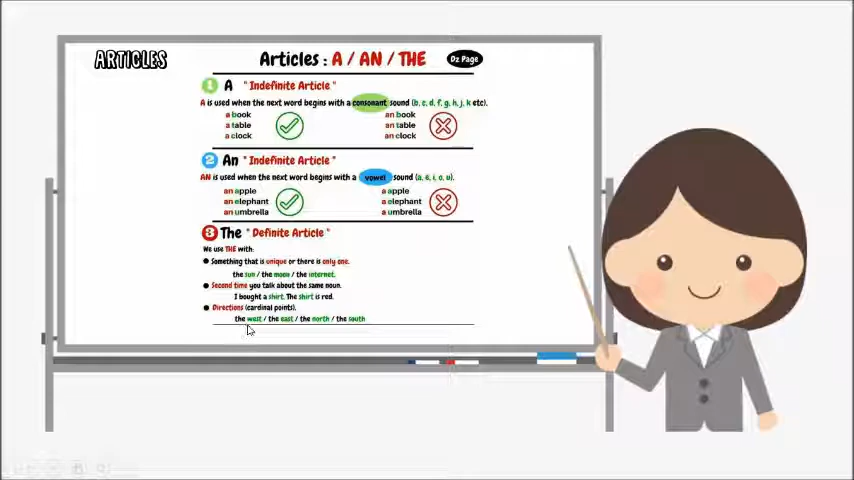 ARTICLES
Articles : A / AN / THE
Dz Page
1 A " Indefinite Article "
A is used when the next word begins with a consonant sound (b, c, d, f, g, h, j, k etc).
a book an book
a table an table
a clock an clock
2 An " Indefinite Article "
AN is used when the next word begins with a vowel sound (a, e, i, o, u).
an apple a apple
an elephant a elephant
an umbrella a umbrella
3 The " Definite Article "
We use THE with:
Something that is unique or there is only one.
the sun / the moon / the internet.
Second time you talk about the same noun.
I bought a shirt. The shirt is red.
Directions (cardinal points).
the west / the east / the north / the south